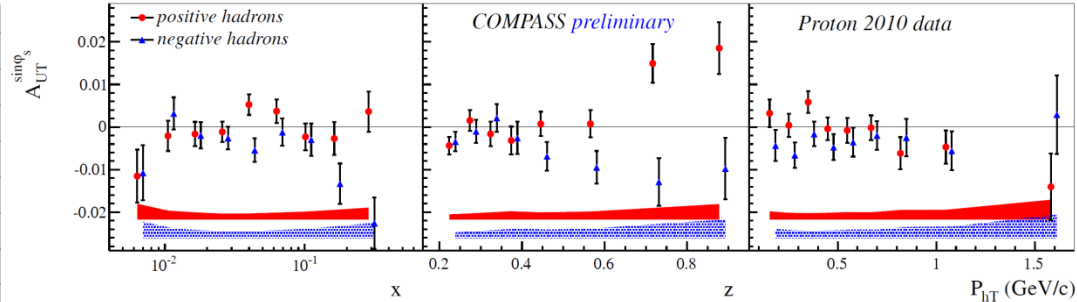 positive hadrons
negative hadrons
COMPASS preliminary
Proton 2010 data
A_UT^sinφ_s
0.02
0.01
0
-0.01
-0.02
10^-2
10^-1
x
0.2
0.4
0.6
0.8
z
0.5
1
1.5
P_hT (GeV/c)